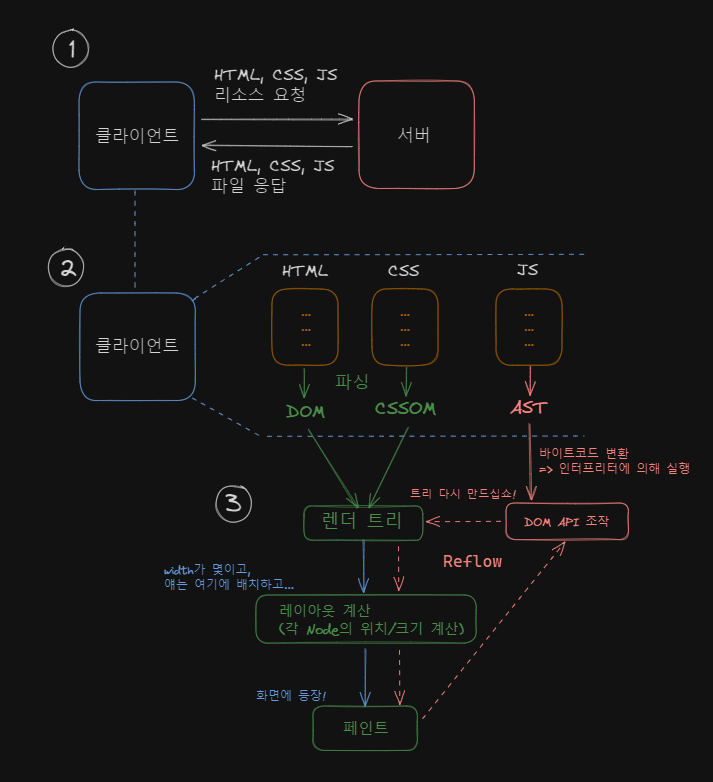 1
HTML, CSS, JS
리소스 요청
클라이언트
서버
HTML, CSS, JS
파일 응답
2
HTML
CSS
JS
클라이언트
...
...
...
...
...
...
...
...
...
파싱
DOM
CSSOM
AST
바이트코드 변환
=> 인터프리터에 의해 실행
3
트리 다시 만드십쇼!
렌더 트리
DOM API 조작
Reflow
width가 몇이고,
얘는 여기에 배치하고...
레이아웃 계산
(각 Node의 위치/크기 계산)
화면에 등장!
페인트